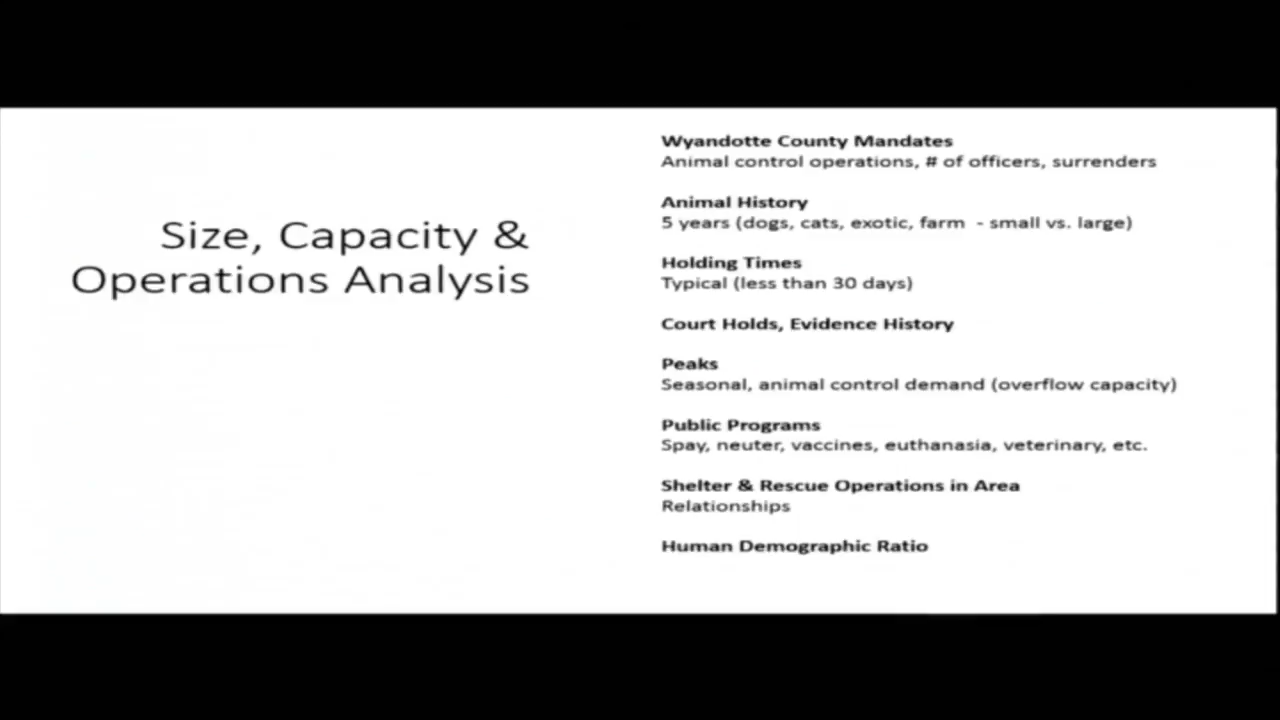 Size, Capacity &
Operations Analysis
Wyandotte County Mandates
Animal control operations, # of officers, surrenders
Animal History
5 years (dogs, cats, exotic, farm - small vs. large)
Holding Times
Typical (less than 30 days)
Court Holds, Evidence History
Peaks
Seasonal, animal control demand (overflow capacity)
Public Programs
Spay, neuter, vaccines, euthanasia, veterinary, etc.
Shelter & Rescue Operations in Area
Relationships
Human Demographic Ratio